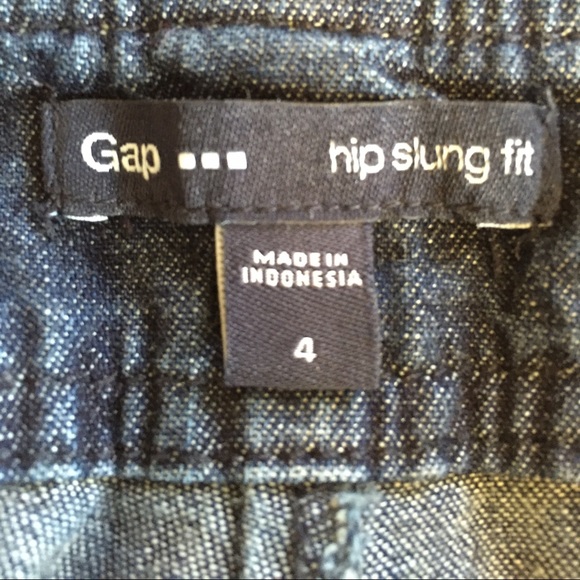 Gap ▪▪▪ hip slung fit
MADE IN
INDONESIA
4